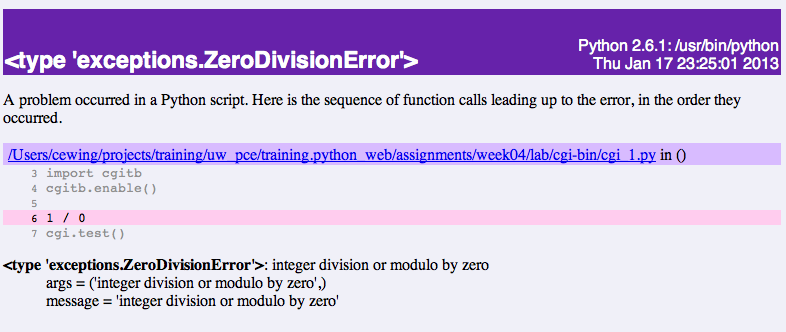 <type 'exceptions.ZeroDivisionError'>
Python 2.6.1: /usr/bin/python
Thu Jan 17 23:25:01 2013
A problem occurred in a Python script. Here is the sequence of function calls leading up to the error, in the order they
occurred.
/Users/cewing/projects/training/uw_pce/training.python_web/assignments/week04/lab/cgi-bin/cgi_1.py in ()
3 import cgitb
4 cgitb.enable()
5
6 1 / 0
7 cgi.test()
<type 'exceptions.ZeroDivisionError'>: integer division or modulo by zero
args = ('integer division or modulo by zero',)
message = 'integer division or modulo by zero'